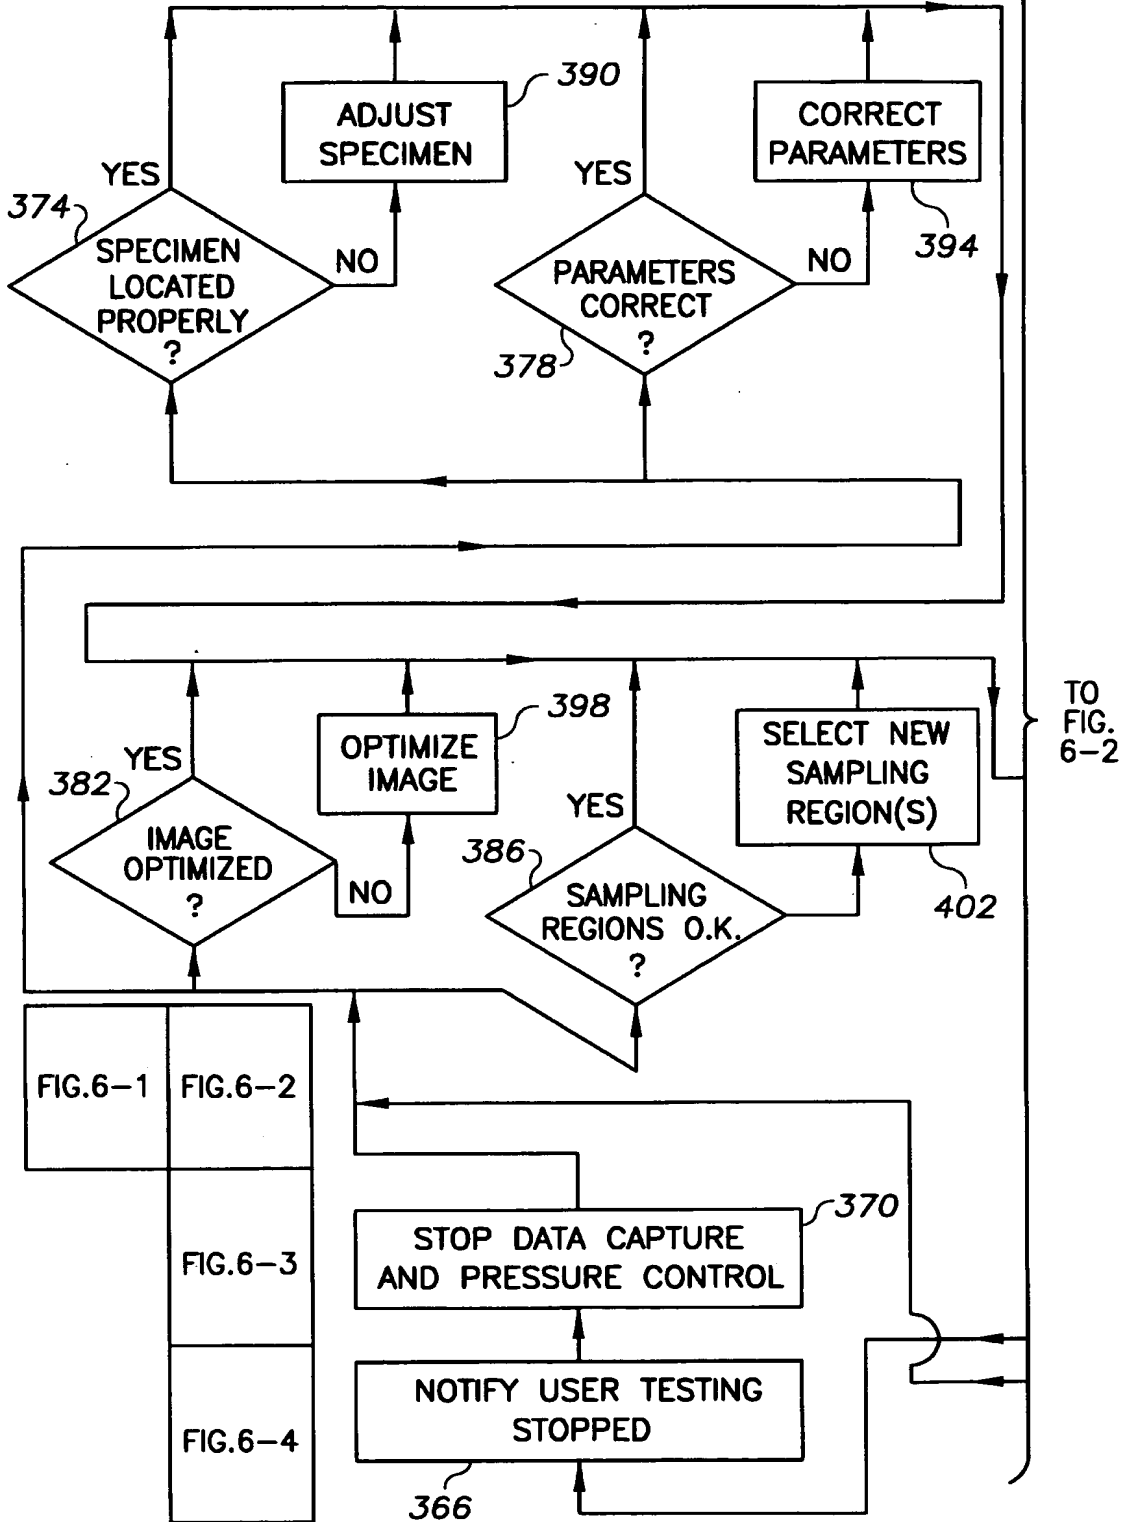 390
ADJUST
SPECIMEN
CORRECT
PARAMETERS
394
YES
374
SPECIMEN
LOCATED
PROPERLY
?
NO
YES
PARAMETERS
CORRECT
?
378
NO
TO
FIG.
6-2
398
OPTIMIZE
IMAGE
YES
382
IMAGE
OPTIMIZED
?
NO
SELECT NEW
SAMPLING
REGION(S)
402
YES
386
SAMPLING
REGIONS O.K.
?
FIG.6-1
FIG.6-2
FIG.6-3
FIG.6-4
370
STOP DATA CAPTURE
AND PRESSURE CONTROL
NOTIFY USER TESTING
STOPPED
366